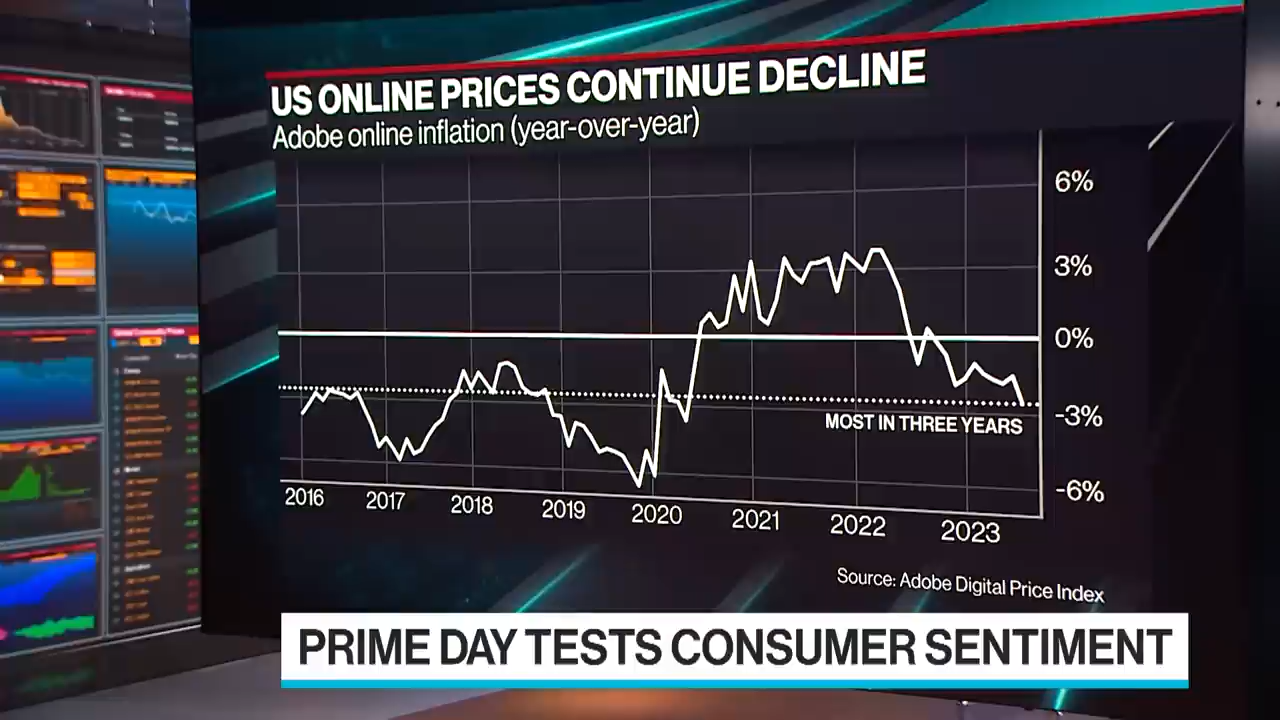 US ONLINE PRICES CONTINUE DECLINE
Adobe online inflation (year-over-year)
6%
3%
0%
-3%
-6%
MOST IN THREE YEARS
2016 2017 2018 2019 2020 2021 2022 2023
Source: Adobe Digital Price Index
PRIME DAY TESTS CONSUMER SENTIMENT